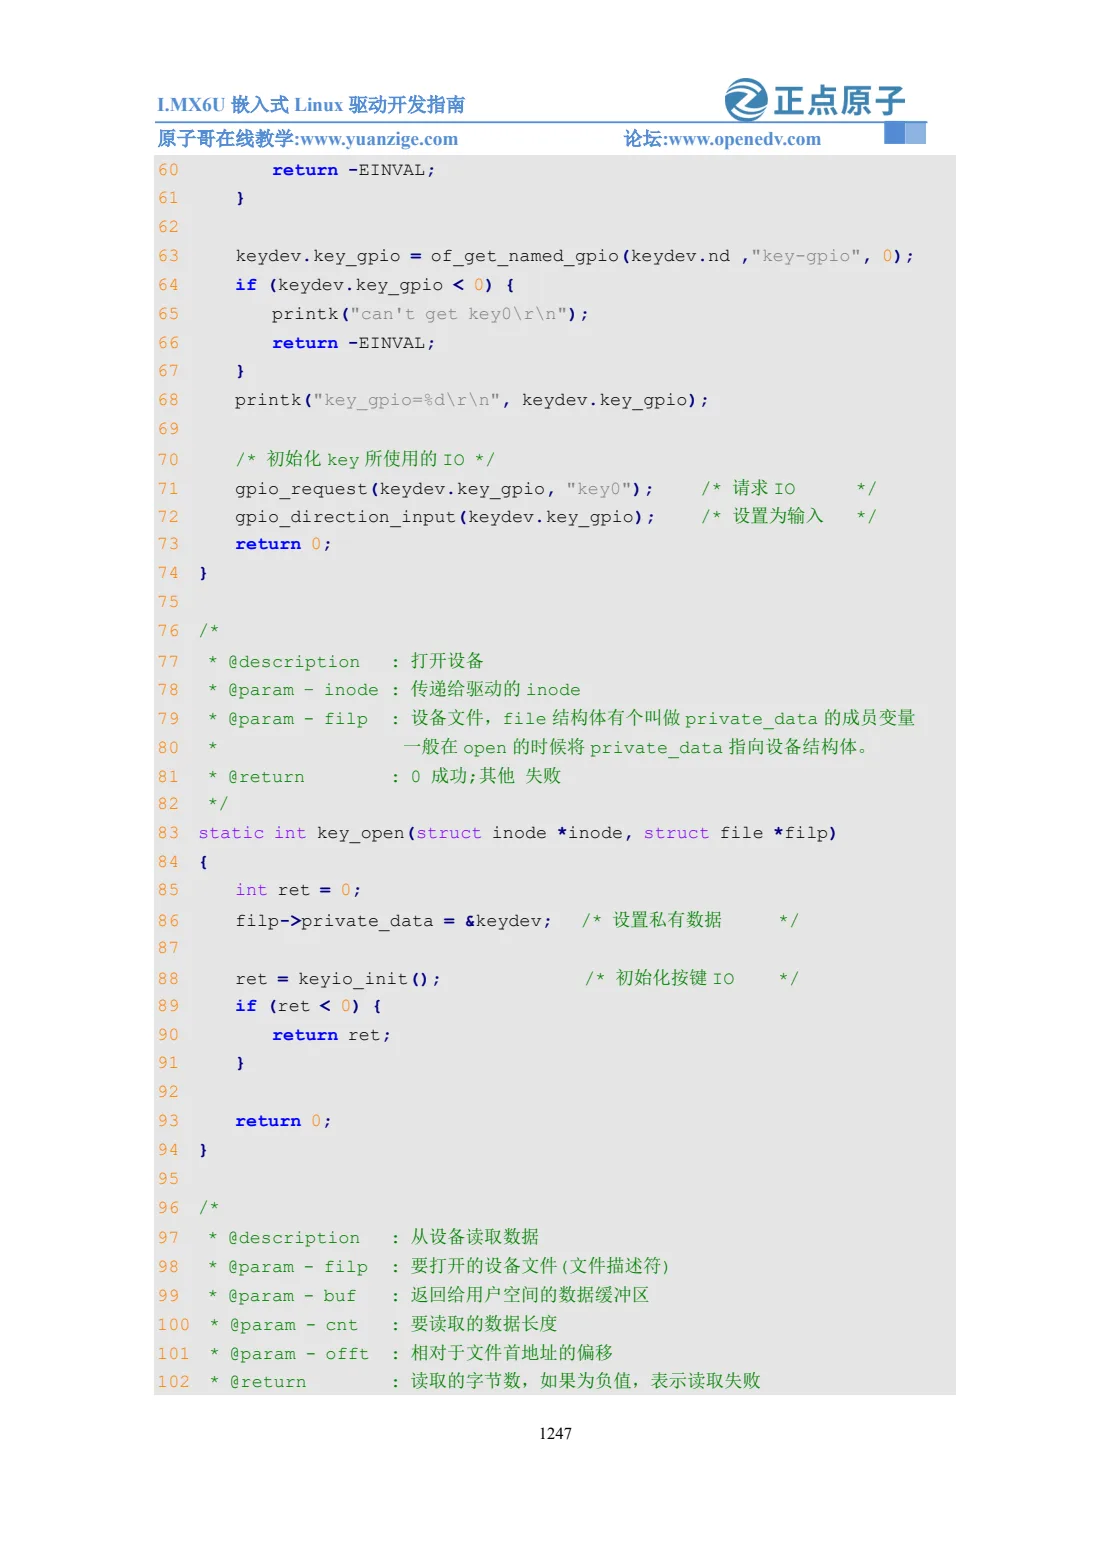 I.MX6U 嵌入式 Linux 驱动开发指南
正点原子
原子哥在线教学:www.yuanzige.com 论坛:www.openedv.com
60 return -EINVAL;
61 }
62
63 keydev.key_gpio = of_get_named_gpio(keydev.nd ,"key-gpio", 0);
64 if (keydev.key_gpio < 0) {
65 printk("can't get key0\r\n");
66 return -EINVAL;
67 }
68 printk("key_gpio=%d\r\n", keydev.key_gpio);
69
70 /* 初始化 key 所使用的 IO */
71 gpio_request(keydev.key_gpio, "key0"); /* 请求 IO */
72 gpio_direction_input(keydev.key_gpio); /* 设置为输入 */
73 return 0;
74 }
75
76 /*
77 * @description : 打开设备
78 * @param – inode : 传递给驱动的 inode
79 * @param - filp : 设备文件，file 结构体有个叫做 private_data 的成员变量
80 * 一般在 open 的时候将 private_data 指向设备结构体。
81 * @return : 0 成功;其他 失败
82 */
83 static int key_open(struct inode *inode, struct file *filp)
84 {
85 int ret = 0;
86 filp->private_data = &keydev; /* 设置私有数据 */
87
88 ret = keyio_init(); /* 初始化按键 IO */
89 if (ret < 0) {
90 return ret;
91 }
92
93 return 0;
94 }
95
96 /*
97 * @description : 从设备读取数据
98 * @param - filp : 要打开的设备文件(文件描述符)
99 * @param - buf : 返回给用户空间的数据缓冲区
100 * @param - cnt : 要读取的数据长度
101 * @param - offt : 相对于文件首地址的偏移
102 * @return : 读取的字节数，如果为负值，表示读取失败
1247